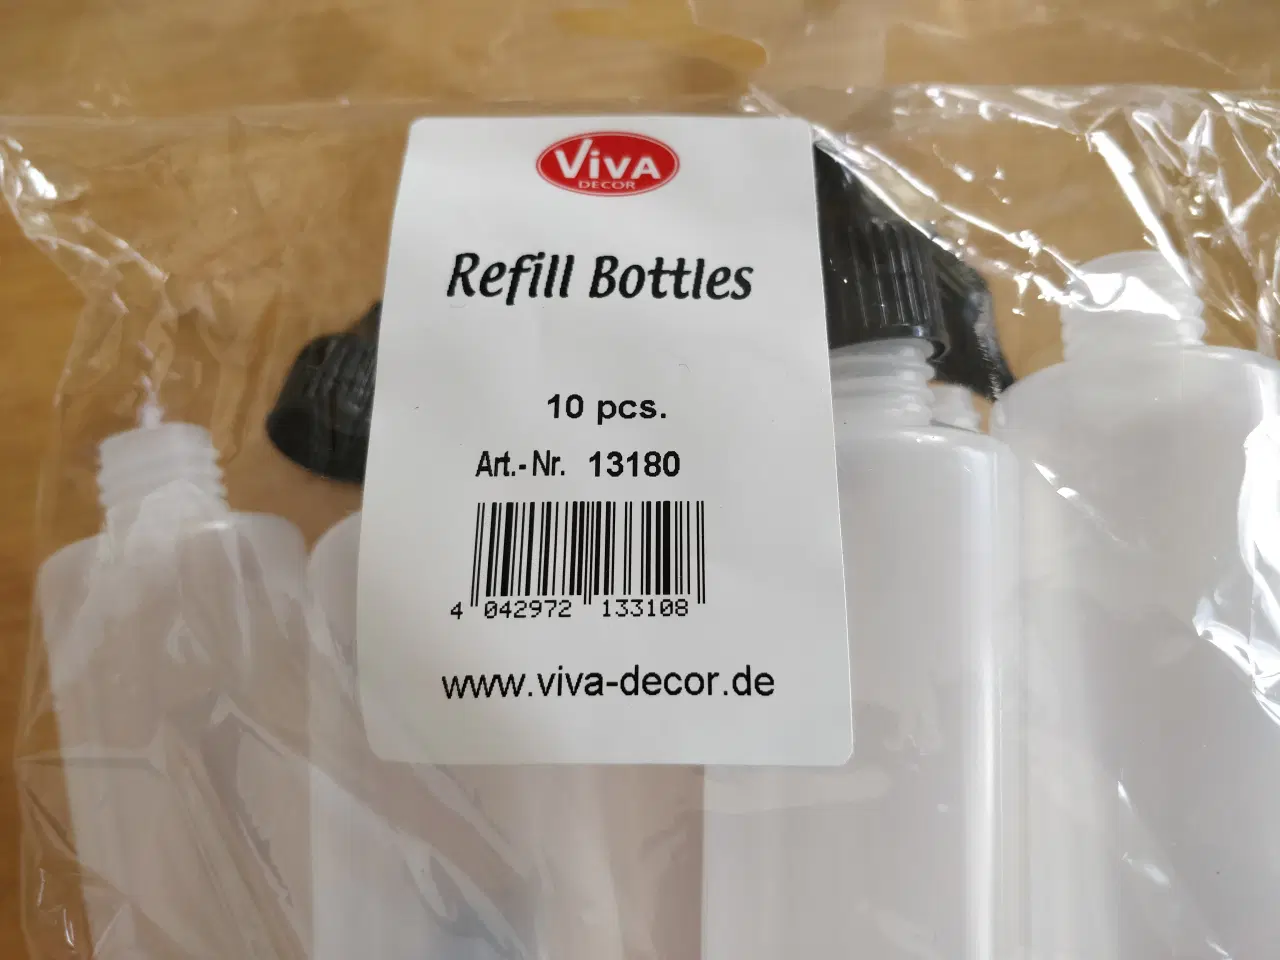 ViVA
DECOR
Refill Bottles
10 pcs.
Art.-Nr. 13180
4 042972 133108
www.viva-decor.de